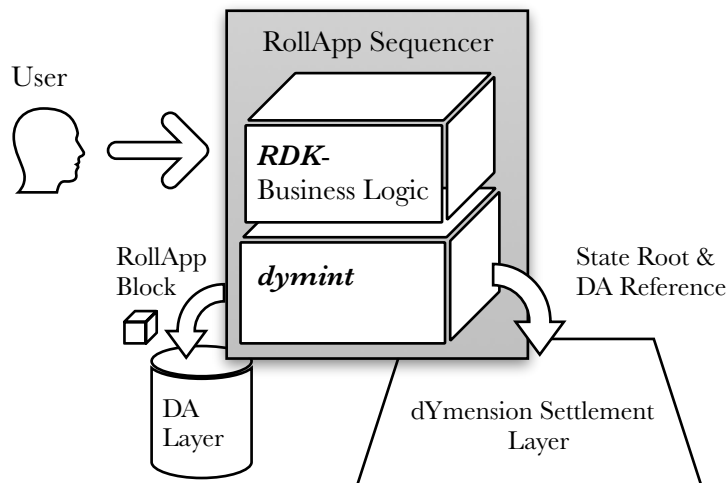 RollApp Sequencer
User
RDK-
Business Logic
RollApp
Block
dymint
State Root &
DA Reference
DA
Layer
dYmension Settlement
Layer